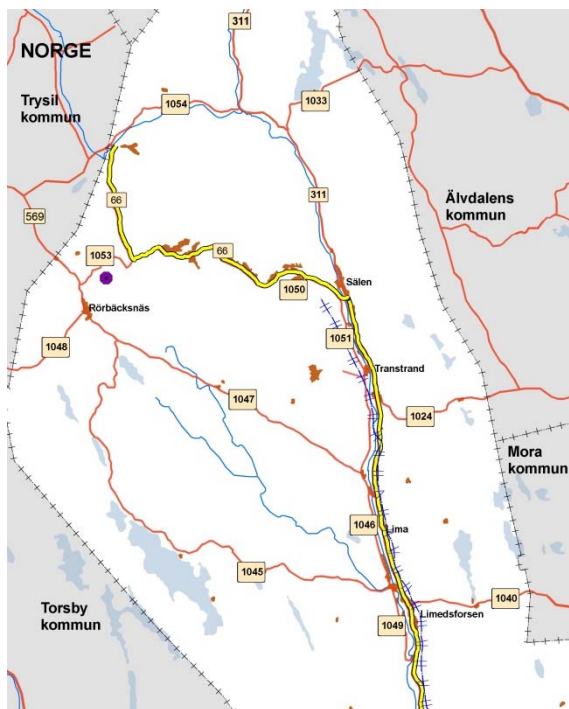 311
NORGE
Trysil
kommun
1054
1033
66
311
569
Älvdalens
kommun
1053
66
1050
Sälen
Rörbäcksnäs
1051
1048
Transtrand
1047
1024
Mora
kommun
1046
Lima
1045
1040
Torsby
kommun
1049
Limedsforsen